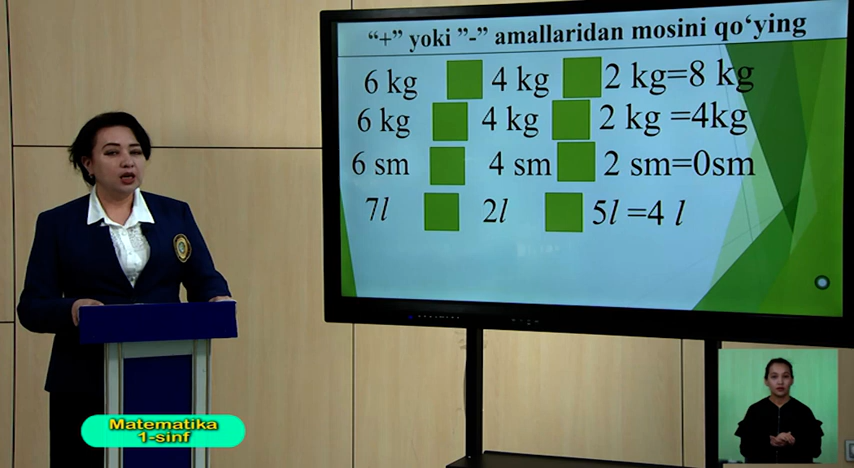 “+” yoki ”-” amallaridan mosini qo‘ying
6 kg 4 kg 2 kg=8 kg
6 kg 4 kg 2 kg =4kg
6 sm 4 sm 2 sm=0sm
7l 2l 5l =4 l
Matematika
1-sinf